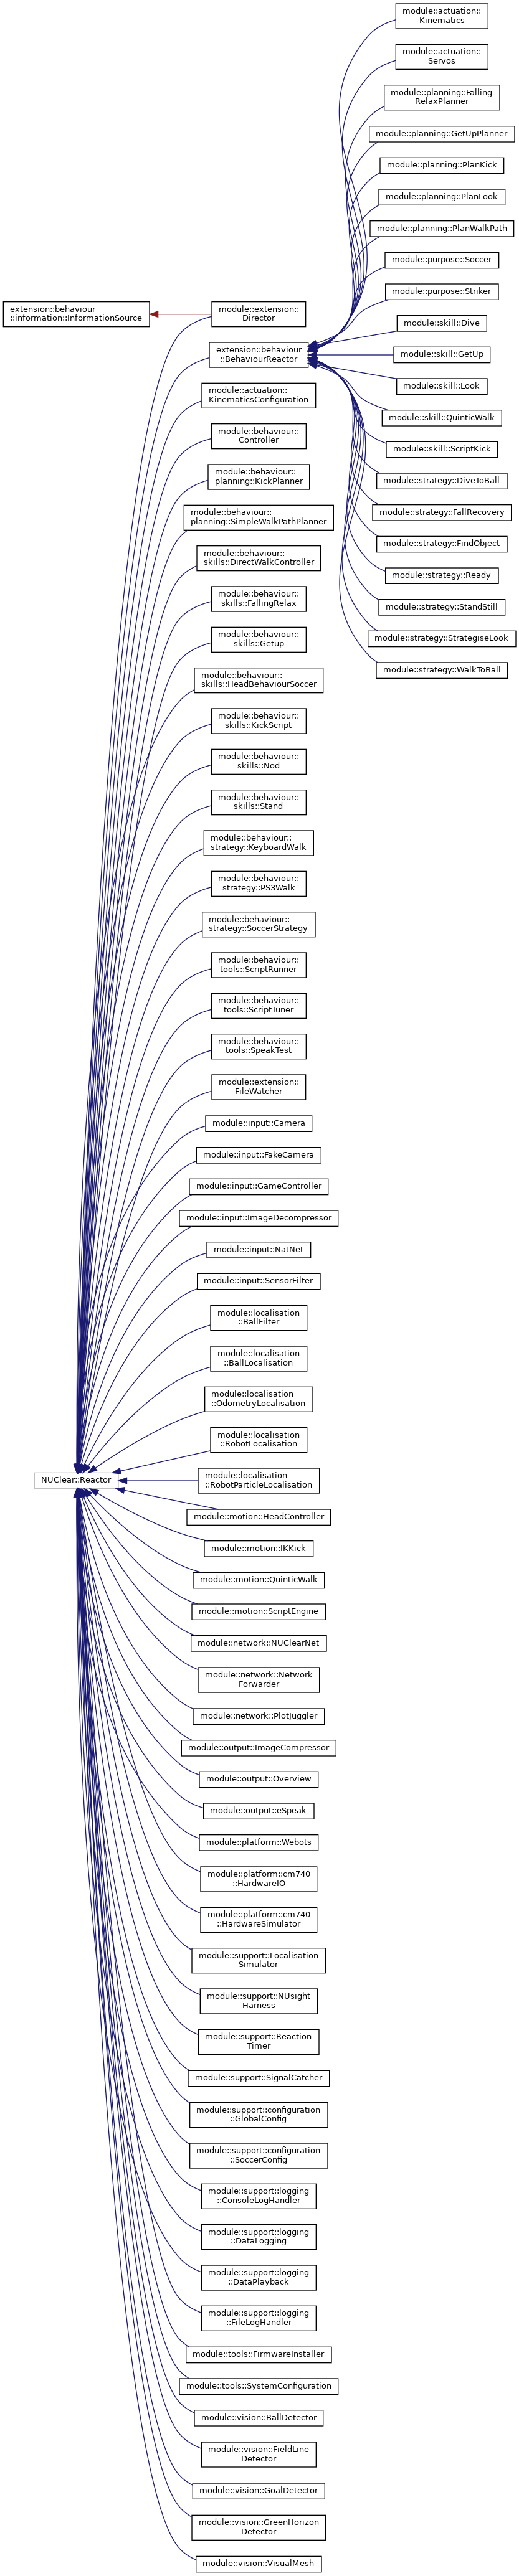 extension::behaviour
::information::InformationSource
NUClear::Reactor
module::extension::
Director
extension::behaviour
::BehaviourReactor
module::actuation::
KinematicsConfiguration
module::behaviour::
Controller
module::behaviour::
planning::KickPlanner
module::behaviour::
planning::SimpleWalkPathPlanner
module::behaviour::
skills::DirectWalkController
module::behaviour::
skills::FallingRelax
module::behaviour::
skills::Getup
module::behaviour::
skills::HeadBehaviourSoccer
module::behaviour::
skills::KickScript
module::behaviour::
skills::Nod
module::behaviour::
skills::Stand
module::behaviour::
strategy::KeyboardWalk
module::behaviour::
strategy::PS3Walk
module::behaviour::
strategy::SoccerStrategy
module::behaviour::
tools::ScriptRunner
module::behaviour::
tools::ScriptTuner
module::behaviour::
tools::SpeakTest
module::extension::
FileWatcher
module::input::Camera
module::input::FakeCamera
module::input::GameController
module::input::ImageDecompressor
module::input::NatNet
module::input::SensorFilter
module::localisation
::BallFilter
module::localisation
::BallLocalisation
module::localisation
::OdometryLocalisation
module::localisation
::RobotLocalisation
module::localisation
::RobotParticleLocalisation
module::motion::HeadController
module::motion::IKKick
module::motion::QuinticWalk
module::motion::ScriptEngine
module::network::NUClearNet
module::network::Network
Forwarder
module::network::PlotJuggler
module::output::ImageCompressor
module::output::Overview
module::output::eSpeak
module::platform::Webots
module::platform::cm740
::HardwareIO
module::platform::cm740
::HardwareSimulator
module::support::Localisation
Simulator
module::support::NUsight
Harness
module::support::Reaction
Timer
module::support::SignalCatcher
module::support::configuration
::GlobalConfig
module::support::configuration
::SoccerConfig
module::support::logging
::ConsoleLogHandler
module::support::logging
::DataLogging
module::support::logging
::DataPlayback
module::support::logging
::FileLogHandler
module::tools::FirmwareInstaller
module::tools::SystemConfiguration
module::vision::BallDetector
module::vision::FieldLine
Detector
module::vision::GoalDetector
module::vision::GreenHorizon
Detector
module::vision::VisualMesh
module::actuation::
Kinematics
module::actuation::
Servos
module::planning::Falling
RelaxPlanner
module::planning::GetUpPlanner
module::planning::PlanKick
module::planning::PlanLook
module::planning::PlanWalkPath
module::purpose::Soccer
module::purpose::Striker
module::skill::Dive
module::skill::GetUp
module::skill::Look
module::skill::QuinticWalk
module::skill::ScriptKick
module::strategy::DiveToBall
module::strategy::FallRecovery
module::strategy::FindObject
module::strategy::Ready
module::strategy::StandStill
module::strategy::StrategiseLook
module::strategy::WalkToBall